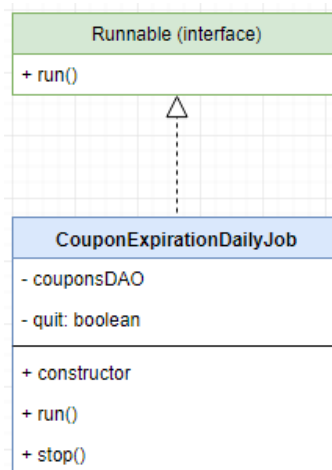 Runnable (interface)
+ run()
CouponExpirationDailyJob
- couponsDAO
- quit: boolean
+ constructor
+ run()
+ stop()